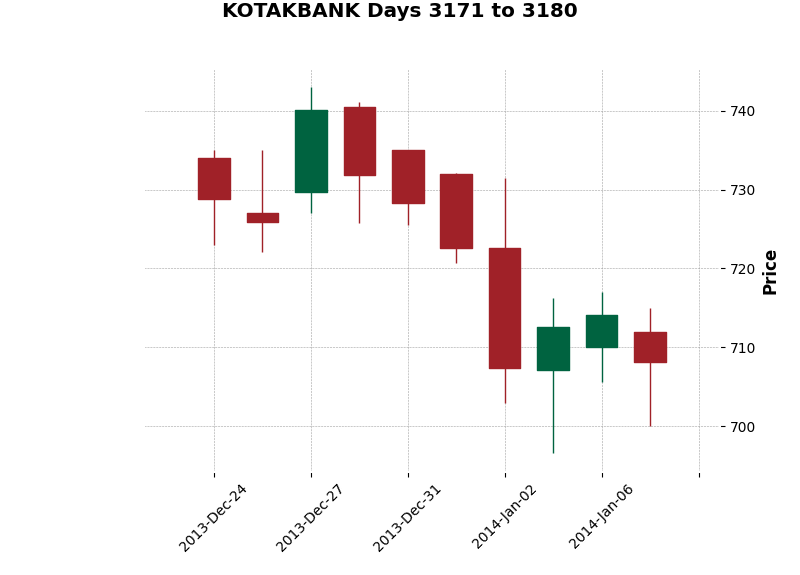 KOTAKBANK Days 3171 to 3180
740
730
720
710
700
Price
2013-Dec-24
2013-Dec-27
2013-Dec-31
2014-Jan-02
2014-Jan-06